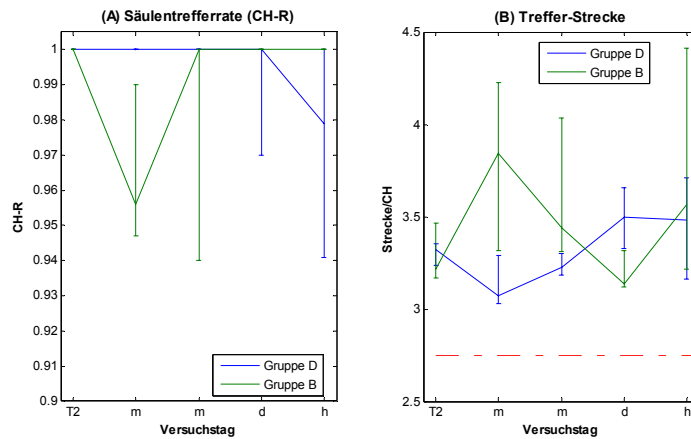 (A) Säulentrefferrate (CH-R)
1
0.99
0.98
0.97
0.96
0.95
0.94
0.93
0.92
0.91
0.9
CH-R
T2 m m d h
Versuchstag
Gruppe D
Gruppe B
(B) Treffer-Strecke
4.5
4
3.5
3
2.5
Strecke/CH
T2 m m d h
Versuchstag
Gruppe D
Gruppe B